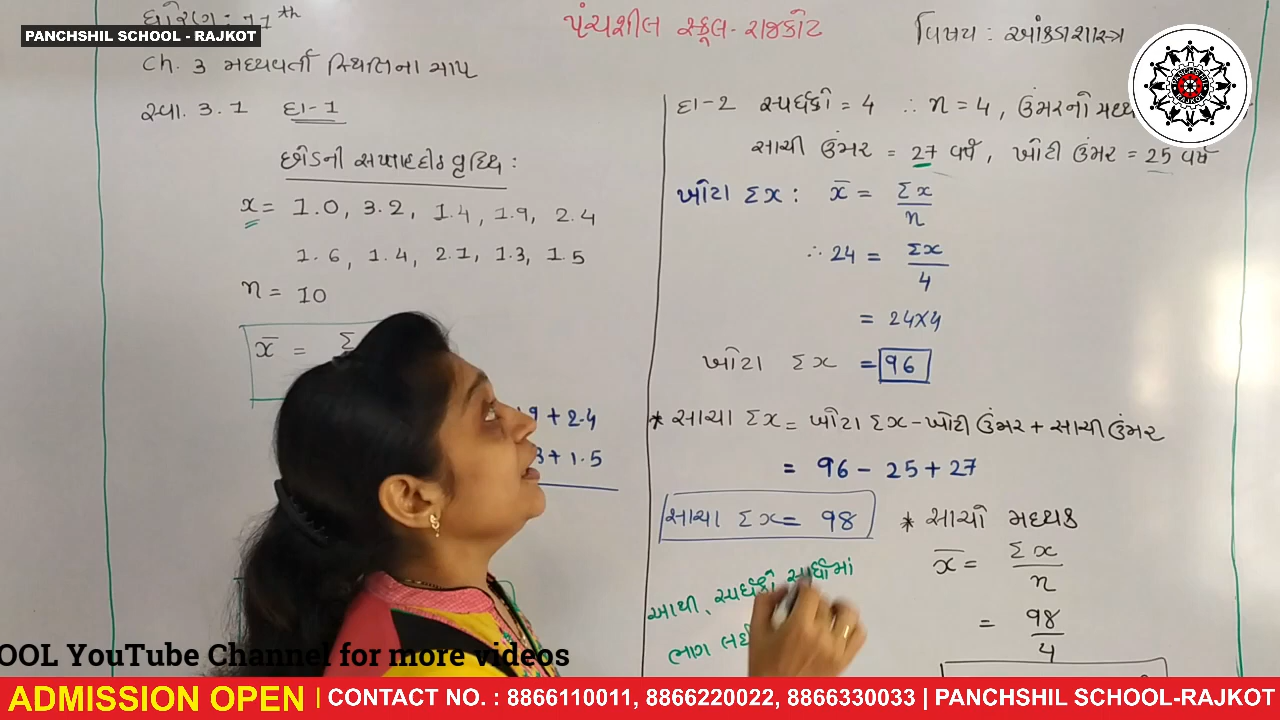 ધોરણ: 11th
PANCHSHIL SCHOOL - RAJKOT
Ch. 3 મધ્યવર્તી સ્થિતિના માપ
સ્વા. 3.1 દા-1
છોડની સપ્તાહદીઠ વૃદ્ધિ:
x = 1.0, 3.2, 1.4, 1.9, 2.4
1.6, 1.4, 2.1, 1.3, 1.5
n = 10
x̄ = Σ
9 + 2.4
3 + 1.5
પંચશીલ સ્કૂલ - રાજકોટ
વિષય: આંકડાશાસ્ત્ર
દા-2 સ્પર્ધકો = 4 ∴ n = 4, ઉંમરનો
સાચી ઉંમર = 27 વર્ષ, ખોટી ઉંમર = 25 વર્ષ
ખોટા Σx: x̄ = Σx/n
∴ 24 = Σx/4
= 24×4
ખોટા Σx = 96
* સાચા Σx = ખોટા Σx - ખોટી ઉંમર + સાચી ઉંમર
= 96 - 25 + 27
સાચા Σx = 98
* સાચો મધ્યક
x̄ = Σx/n
= 98/4
આથી, સ્પર્ધકો સ્પર્ધામાં
ભાગ
OOL YouTube Channel for more videos
ADMISSION OPEN | CONTACT NO. : 8866110011, 8866220022, 8866330033 | PANCHSHIL SCHOOL-RAJKOT